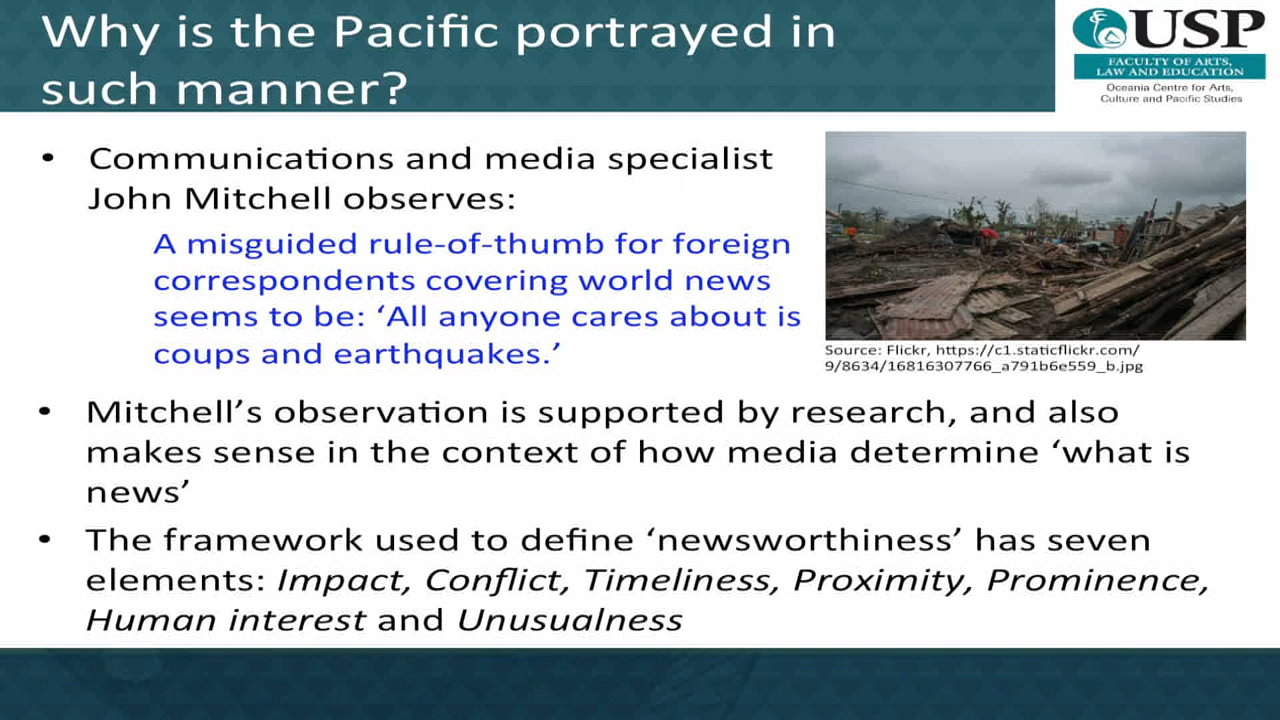 Why is the Pacific portrayed in
such manner?
USP
FACULTY OF ARTS,
LAW AND EDUCATION
Oceania Centre for Arts,
Culture and Pacific Studies
• Communications and media specialist
John Mitchell observes:
A misguided rule-of-thumb for foreign
correspondents covering world news
seems to be: ‘All anyone cares about is
coups and earthquakes.’
Source: Flickr, https://c1.staticflickr.com/
9/8634/16816307766_a791b6e559_b.jpg
• Mitchell’s observation is supported by research, and also
makes sense in the context of how media determine ‘what is
news’
• The framework used to define ‘newsworthiness’ has seven
elements: Impact, Conflict, Timeliness, Proximity, Prominence,
Human interest and Unusualness